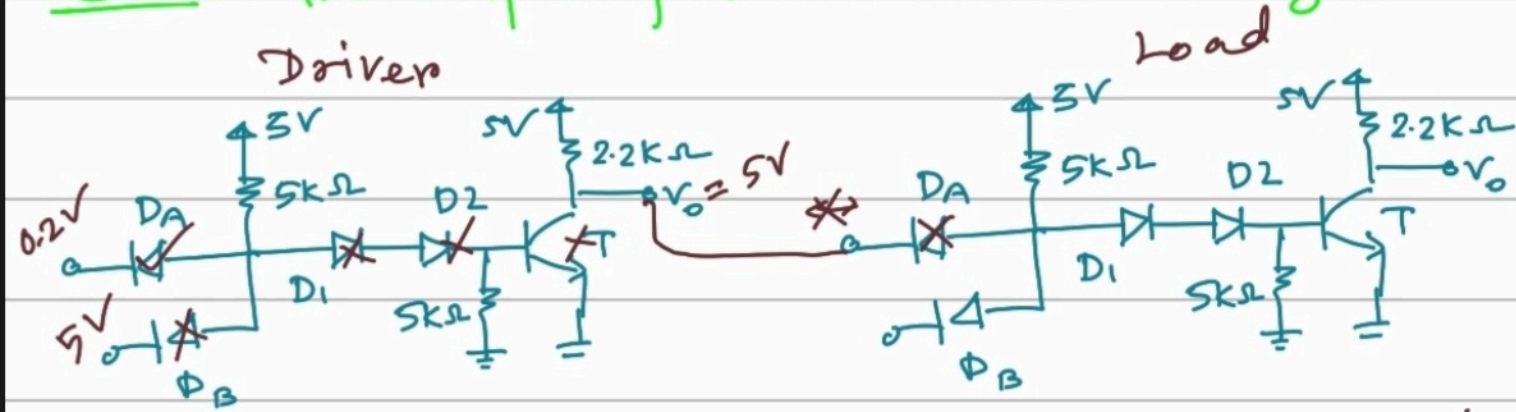 Driver
Load
5V
5V
2.2KΩ
5kΩ
0.2V
DA
D2
Vo = 5V
D1
T
5kΩ
5V
DB
5V
5V
2.2KΩ
5kΩ
DA
D2
Vo
D1
T
5kΩ
DB